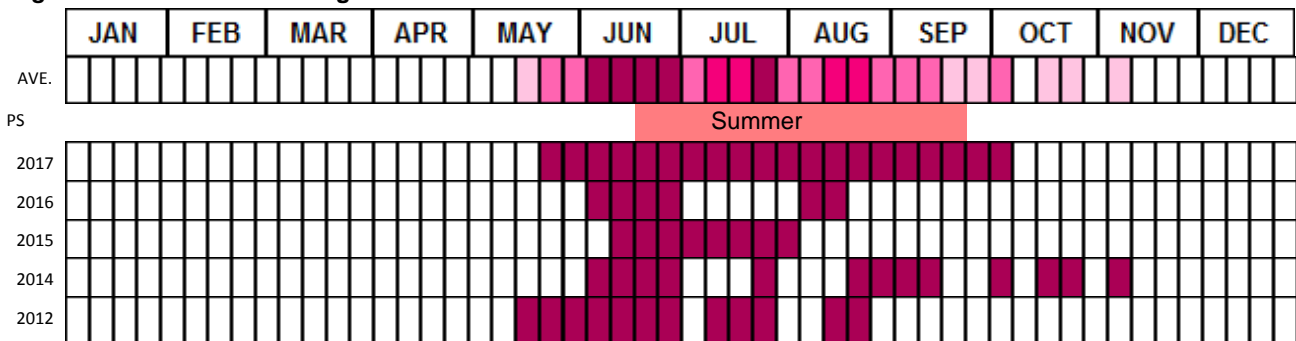 JAN FEB MAR APR MAY JUN JUL AUG SEP OCT NOV DEC
AVE.
PS Summer
2017
2016
2015
2014
2012